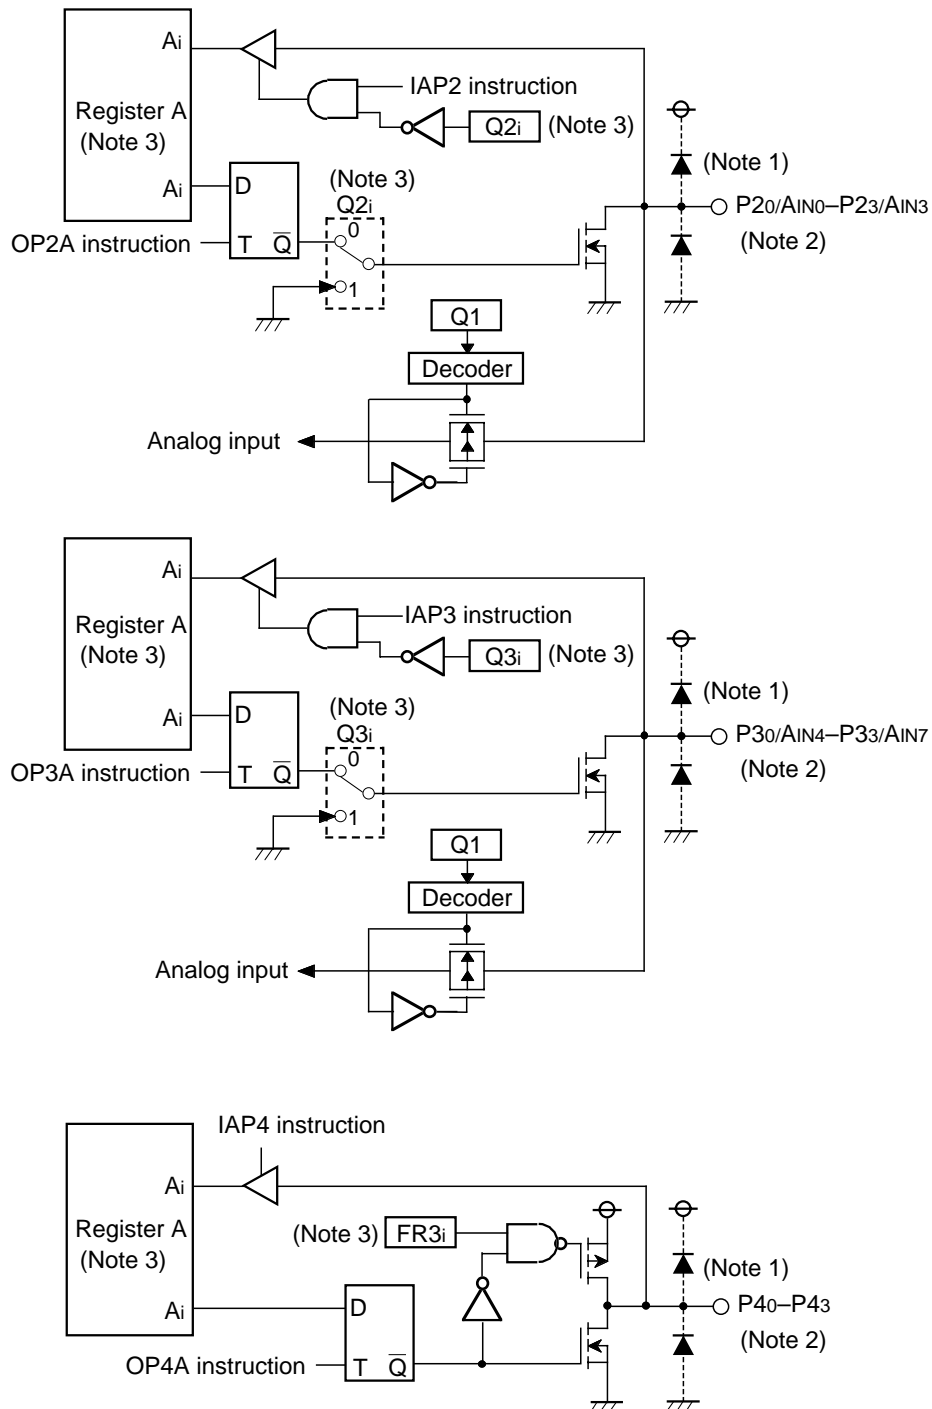 Ai
IAP2 instruction
Register A
(Note 3)
Q2i (Note 3)
(Note 1)
Ai
D
(Note 3)
Q2i
0
P20/AIN0–P23/AIN3
(Note 2)
OP2A instruction
T Q̅
1
Q1
Decoder
Analog input
Ai
IAP3 instruction
Register A
(Note 3)
Q3i (Note 3)
(Note 1)
Ai
D
(Note 3)
Q3i
0
P30/AIN4–P33/AIN7
(Note 2)
OP3A instruction
T Q̅
1
Q1
Decoder
Analog input
IAP4 instruction
Ai
Register A
(Note 3)
(Note 3) FR3i
(Note 1)
Ai
D
P40–P43
(Note 2)
OP4A instruction
T Q̅